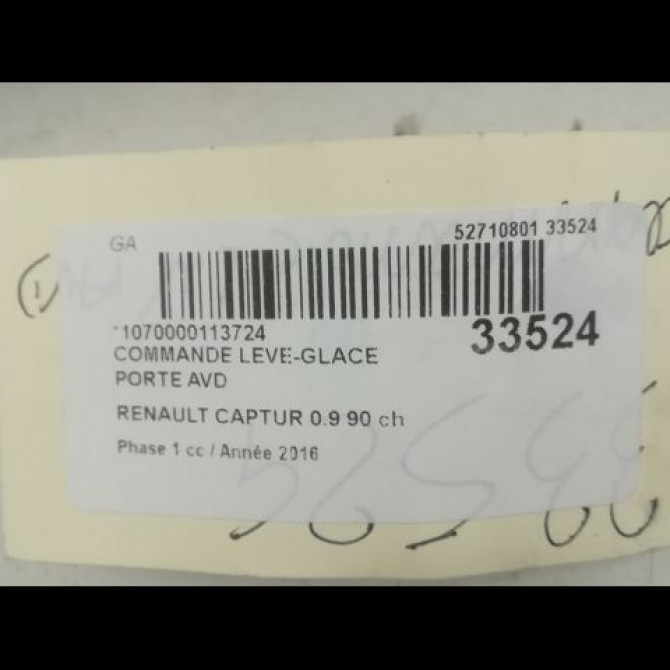 GA
52710801 33524
*1070000113724
33524
COMMANDE LEVE-GLACE
PORTE AVD
RENAULT CAPTUR 0.9 90 ch
Phase 1 cc / Année 2016